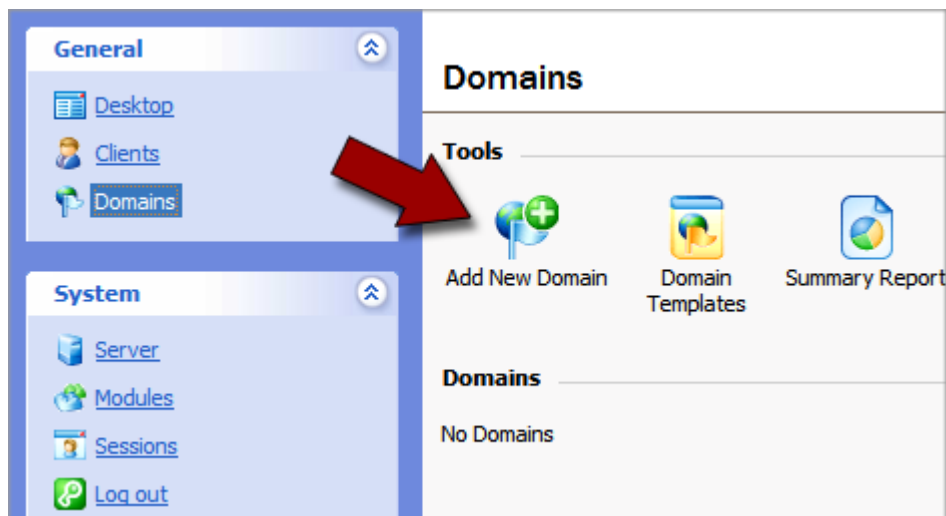 General
Desktop
Clients
Domains
System
Server
Modules
Sessions
Log out
Domains
Tools
Add New Domain
Domain
Templates
Summary Report
Domains
No Domains